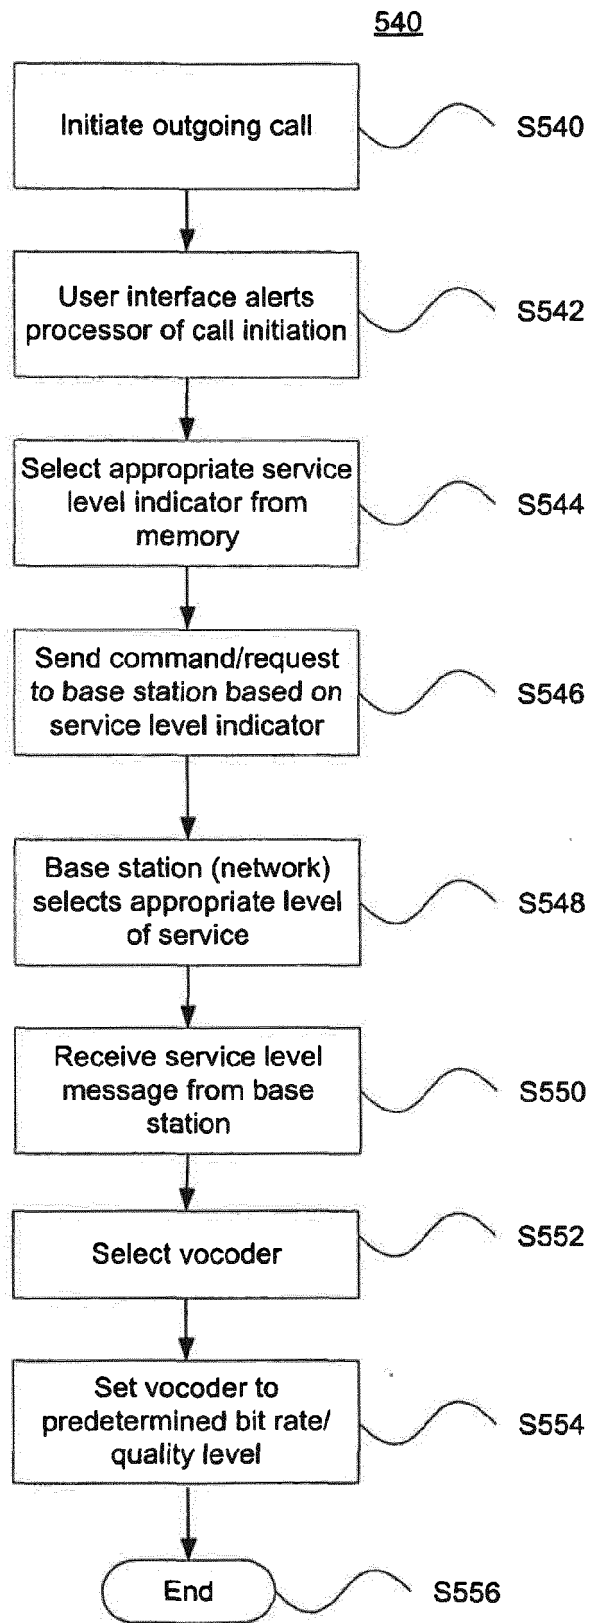 540
Initiate outgoing call
S540
User interface alerts
processor of call initiation
S542
Select appropriate service
level indicator from
memory
S544
Send command/request
to base station based on
service level indicator
S546
Base station (network)
selects appropriate level
of service
S548
Receive service level
message from base
station
S550
Select vocoder
S552
Set vocoder to
predetermined bit rate/
quality level
S554
End
S556